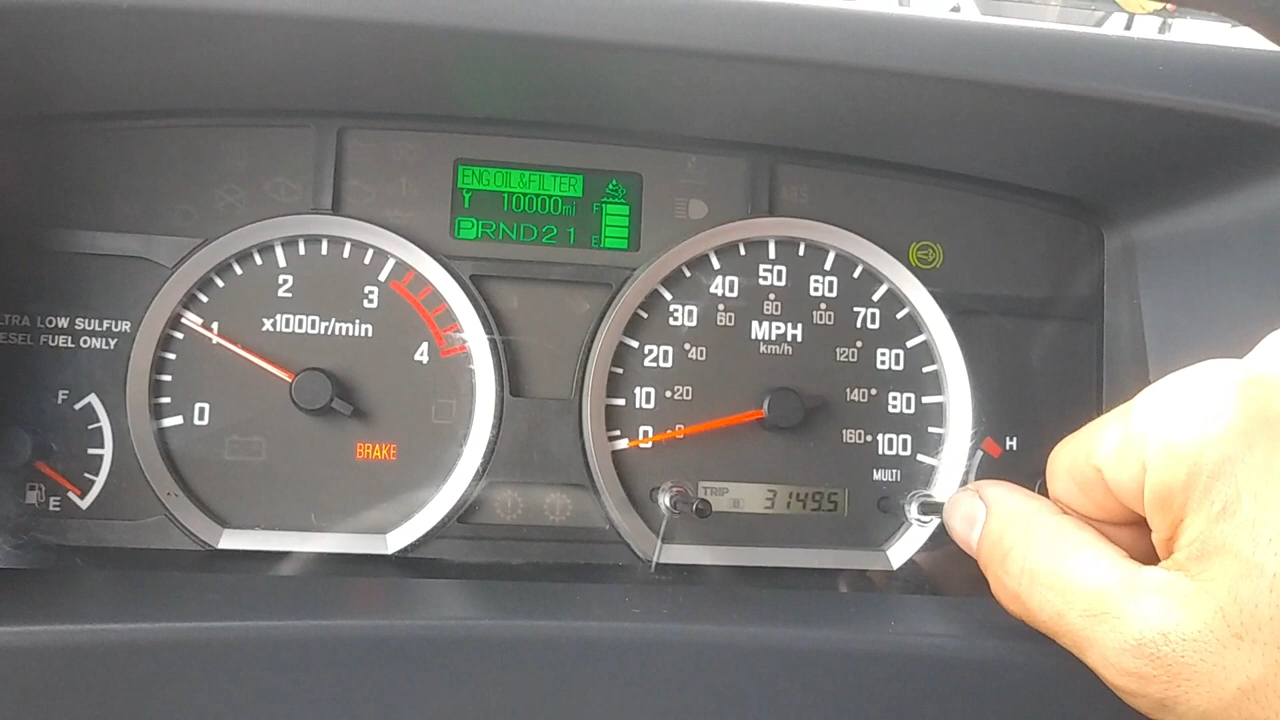 ENG OIL&FILTER
10000mi
F
PRND21
E
LTRA LOW SULFUR
ESEL FUEL ONLY
F
E
0
1
2
3
4
x1000r/min
BRAKE
0
10
20
30
40
50
60
70
80
90
100
MPH
km/h
0
20
40
60
80
100
120
140
160
MULTI
TRIP
B
3149.5
C
H
ABS